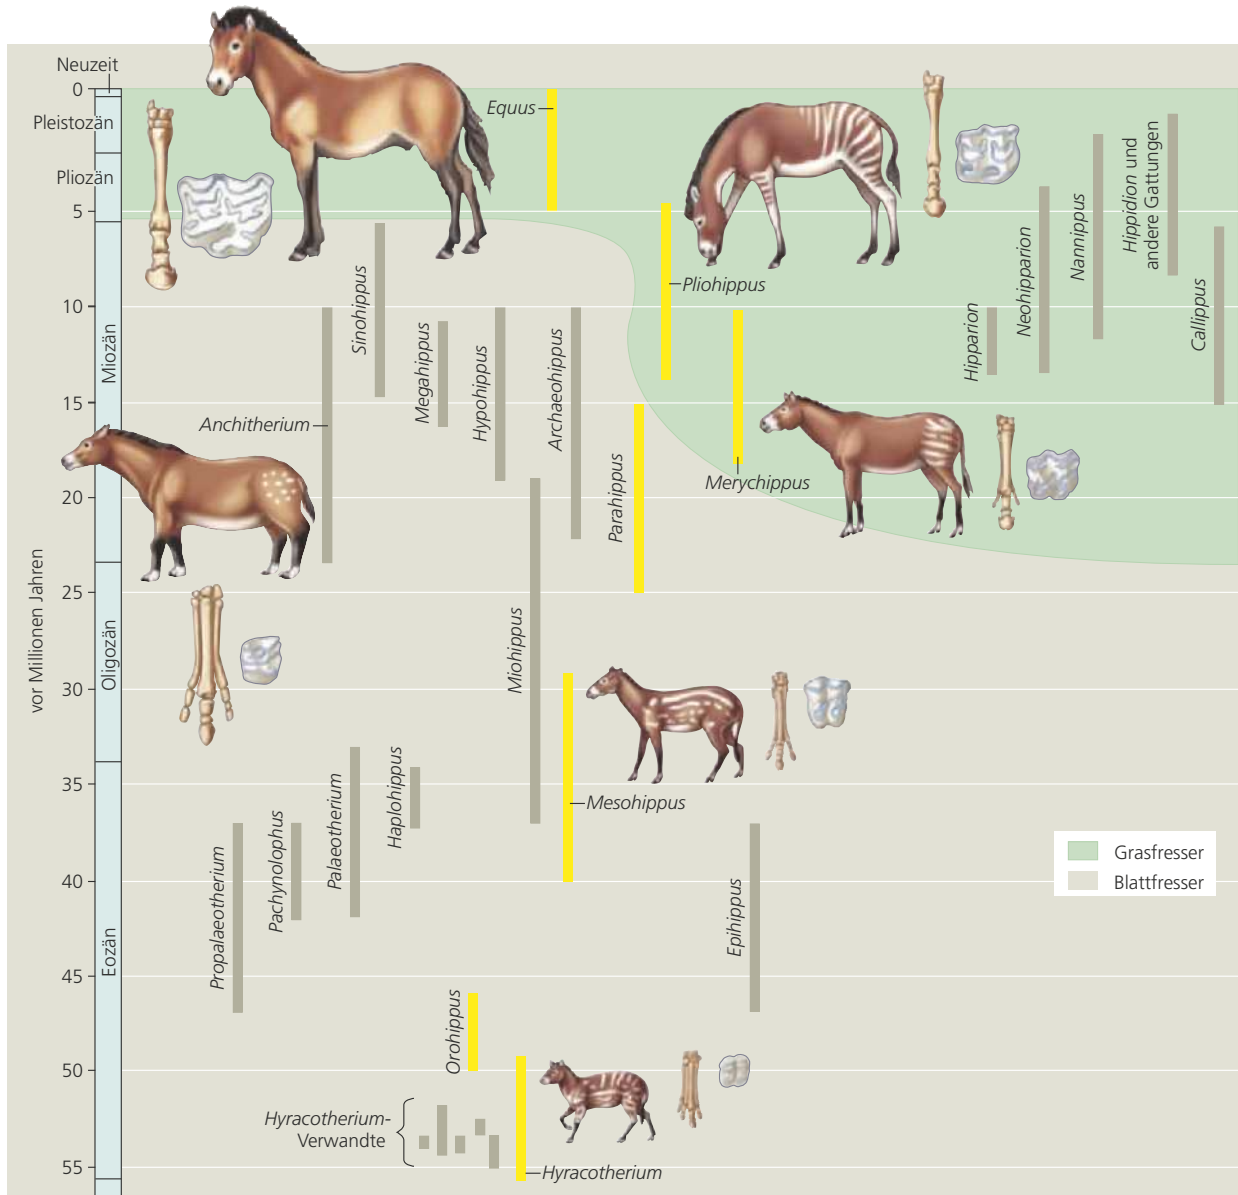 Neuzeit
0
Pleistozän
Pliozän
5
10
Miozän
15
20
25
Oligozän
30
35
40
Eozän
45
50
55
vor Millionen Jahren
Equus
Pliohippus
Hippidion und
andere Gattungen
Nannippus
Neohipparion
Hipparion
Callippus
Sinohippus
Megahippus
Hypohippus
Archaeohippus
Anchitherium
Parahippus
Merychippus
Miohippus
Mesohippus
Haplohippus
Palaeotherium
Pachynolophus
Propalaeotherium
Epihippus
Grasfresser
Blattfresser
Orohippus
Hyracotherium-
Verwandte
Hyracotherium